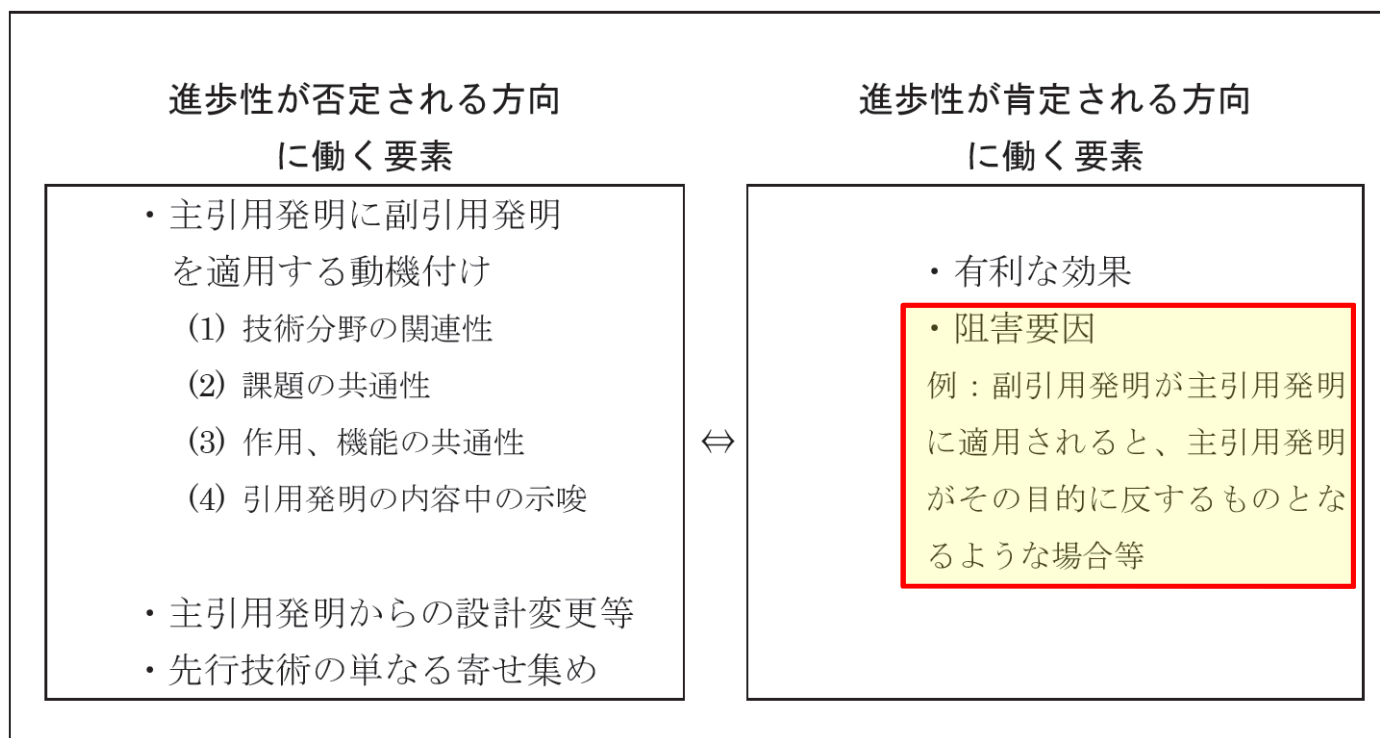 進歩性が否定される方向
に働く要素
・主引用発明に副引用発明
を適用する動機付け
(1) 技術分野の関連性
(2) 課題の共通性
(3) 作用、機能の共通性
(4) 引用発明の内容中の示唆
・主引用発明からの設計変更等
・先行技術の単なる寄せ集め
⇔
進歩性が肯定される方向
に働く要素
・有利な効果
・阻害要因
例：副引用発明が主引用発明
に適用されると、主引用発明
がその目的に反するものとな
るような場合等